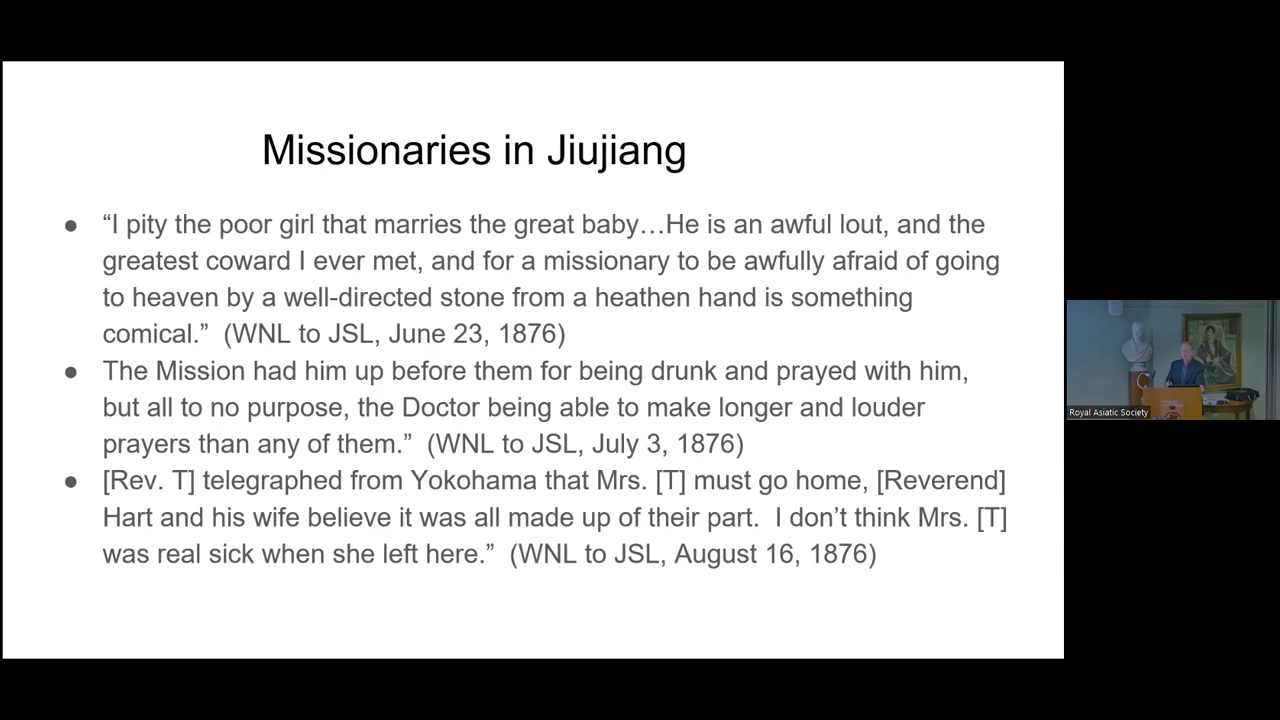 Missionaries in Jiujiang
● “I pity the poor girl that marries the great baby…He is an awful lout, and the
greatest coward I ever met, and for a missionary to be awfully afraid of going
to heaven by a well-directed stone from a heathen hand is something
comical.” (WNL to JSL, June 23, 1876)
● The Mission had him up before them for being drunk and prayed with him,
but all to no purpose, the Doctor being able to make longer and louder
prayers than any of them.” (WNL to JSL, July 3, 1876)
● [Rev. T] telegraphed from Yokohama that Mrs. [T] must go home, [Reverend]
Hart and his wife believe it was all made up of their part. I don’t think Mrs. [T]
was real sick when she left here.” (WNL to JSL, August 16, 1876)
Royal Asiatic Society